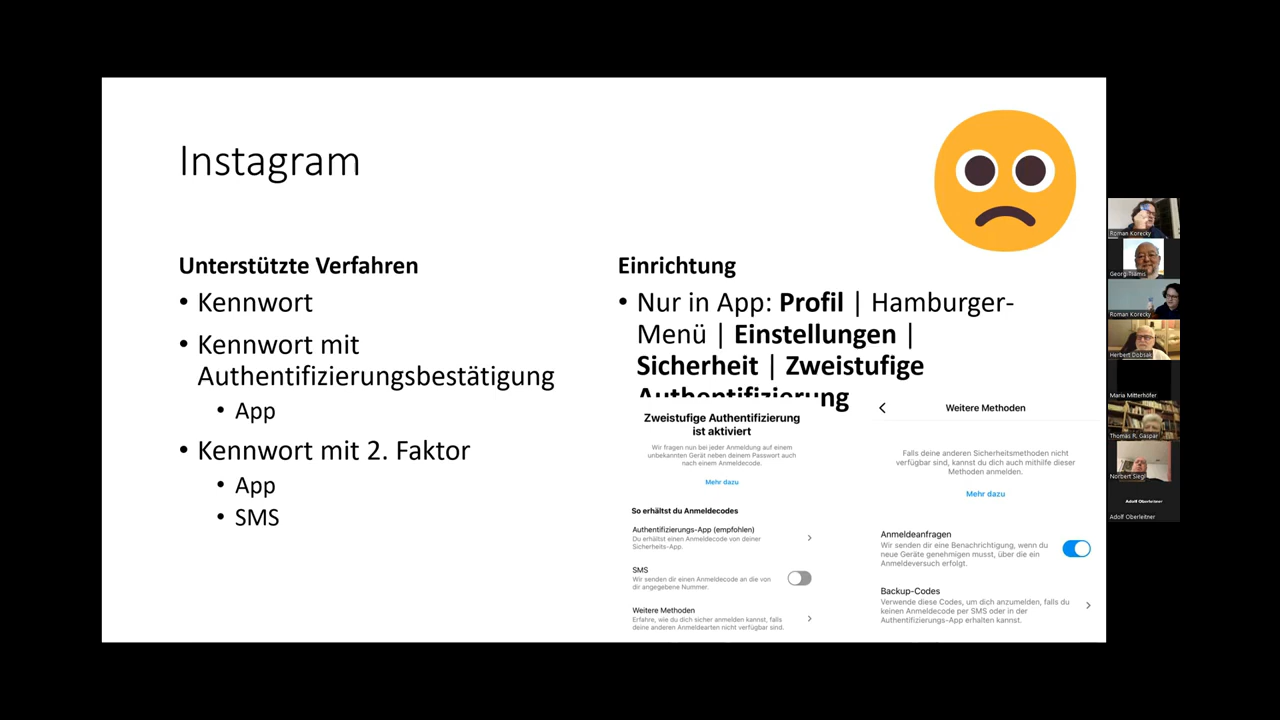 Instagram
Unterstützte Verfahren
• Kennwort
• Kennwort mit
Authentifizierungsbestätigung
• App
• Kennwort mit 2. Faktor
• App
• SMS
Einrichtung
• Nur in App: Profil | Hamburger-
Menü | Einstellungen |
Sicherheit | Zweistufige
Authentifizierung
Zweistufige Authentifizierung
ist aktiviert
Wir fragen nun bei jeder Anmeldung auf einem
unbekannten Gerät neben deinem Passwort auch
nach einem Anmeldecode.
Mehr dazu
So erhältst du Anmeldecodes
Authentifizierungs-App (empfohlen)
Du erhältst einen Anmeldecode von deiner
Sicherheits-App.
SMS
Wir senden dir einen Anmeldecode an die von
dir angegebene Nummer.
Weitere Methoden
Erfahre, wie du dich sicher anmelden kannst, falls
deine anderen Anmeldearten nicht verfügbar sind.
Weitere Methoden
Falls deine anderen Sicherheitsmethoden nicht
verfügbar sind, kannst du dich auch mithilfe dieser
Methoden anmelden.
Mehr dazu
Anmeldeanfragen
Wir senden dir eine Benachrichtigung, wenn du
neue Geräte genehmigen musst, über die ein
Anmeldeversuch erfolgt.
Backup-Codes
Verwende diese Codes, um dich anzumelden, falls du
keinen Anmeldecode per SMS oder in der
Authentifizierungs-App erhalten kannst.
Roman Korecky
Georg Tsamis
Roman Korecky
Herbert Dobsak
Maria Mitterhöfer
Thomas R. Gaspar
Norbert Siegl
Adolf Oberleitner
Adolf Oberleitner